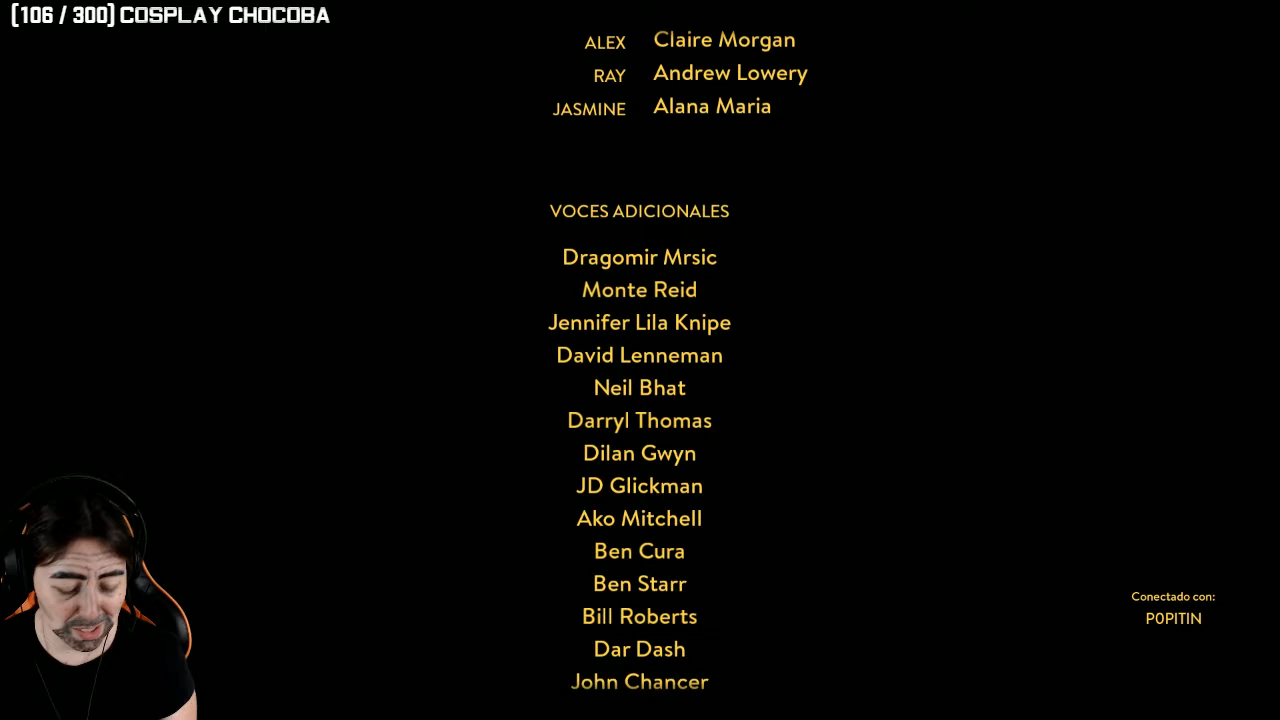 [106 / 300] COSPLAY CHOCOBA
ALEX Claire Morgan
RAY Andrew Lowery
JASMINE Alana Maria
VOCES ADICIONALES
Dragomir Mrsic
Monte Reid
Jennifer Lila Knipe
David Lenneman
Neil Bhat
Darryl Thomas
Dilan Gwyn
JD Glickman
Ako Mitchell
Ben Cura
Ben Starr
Bill Roberts
Dar Dash
John Chancer
Conectado con:
P0PITIN